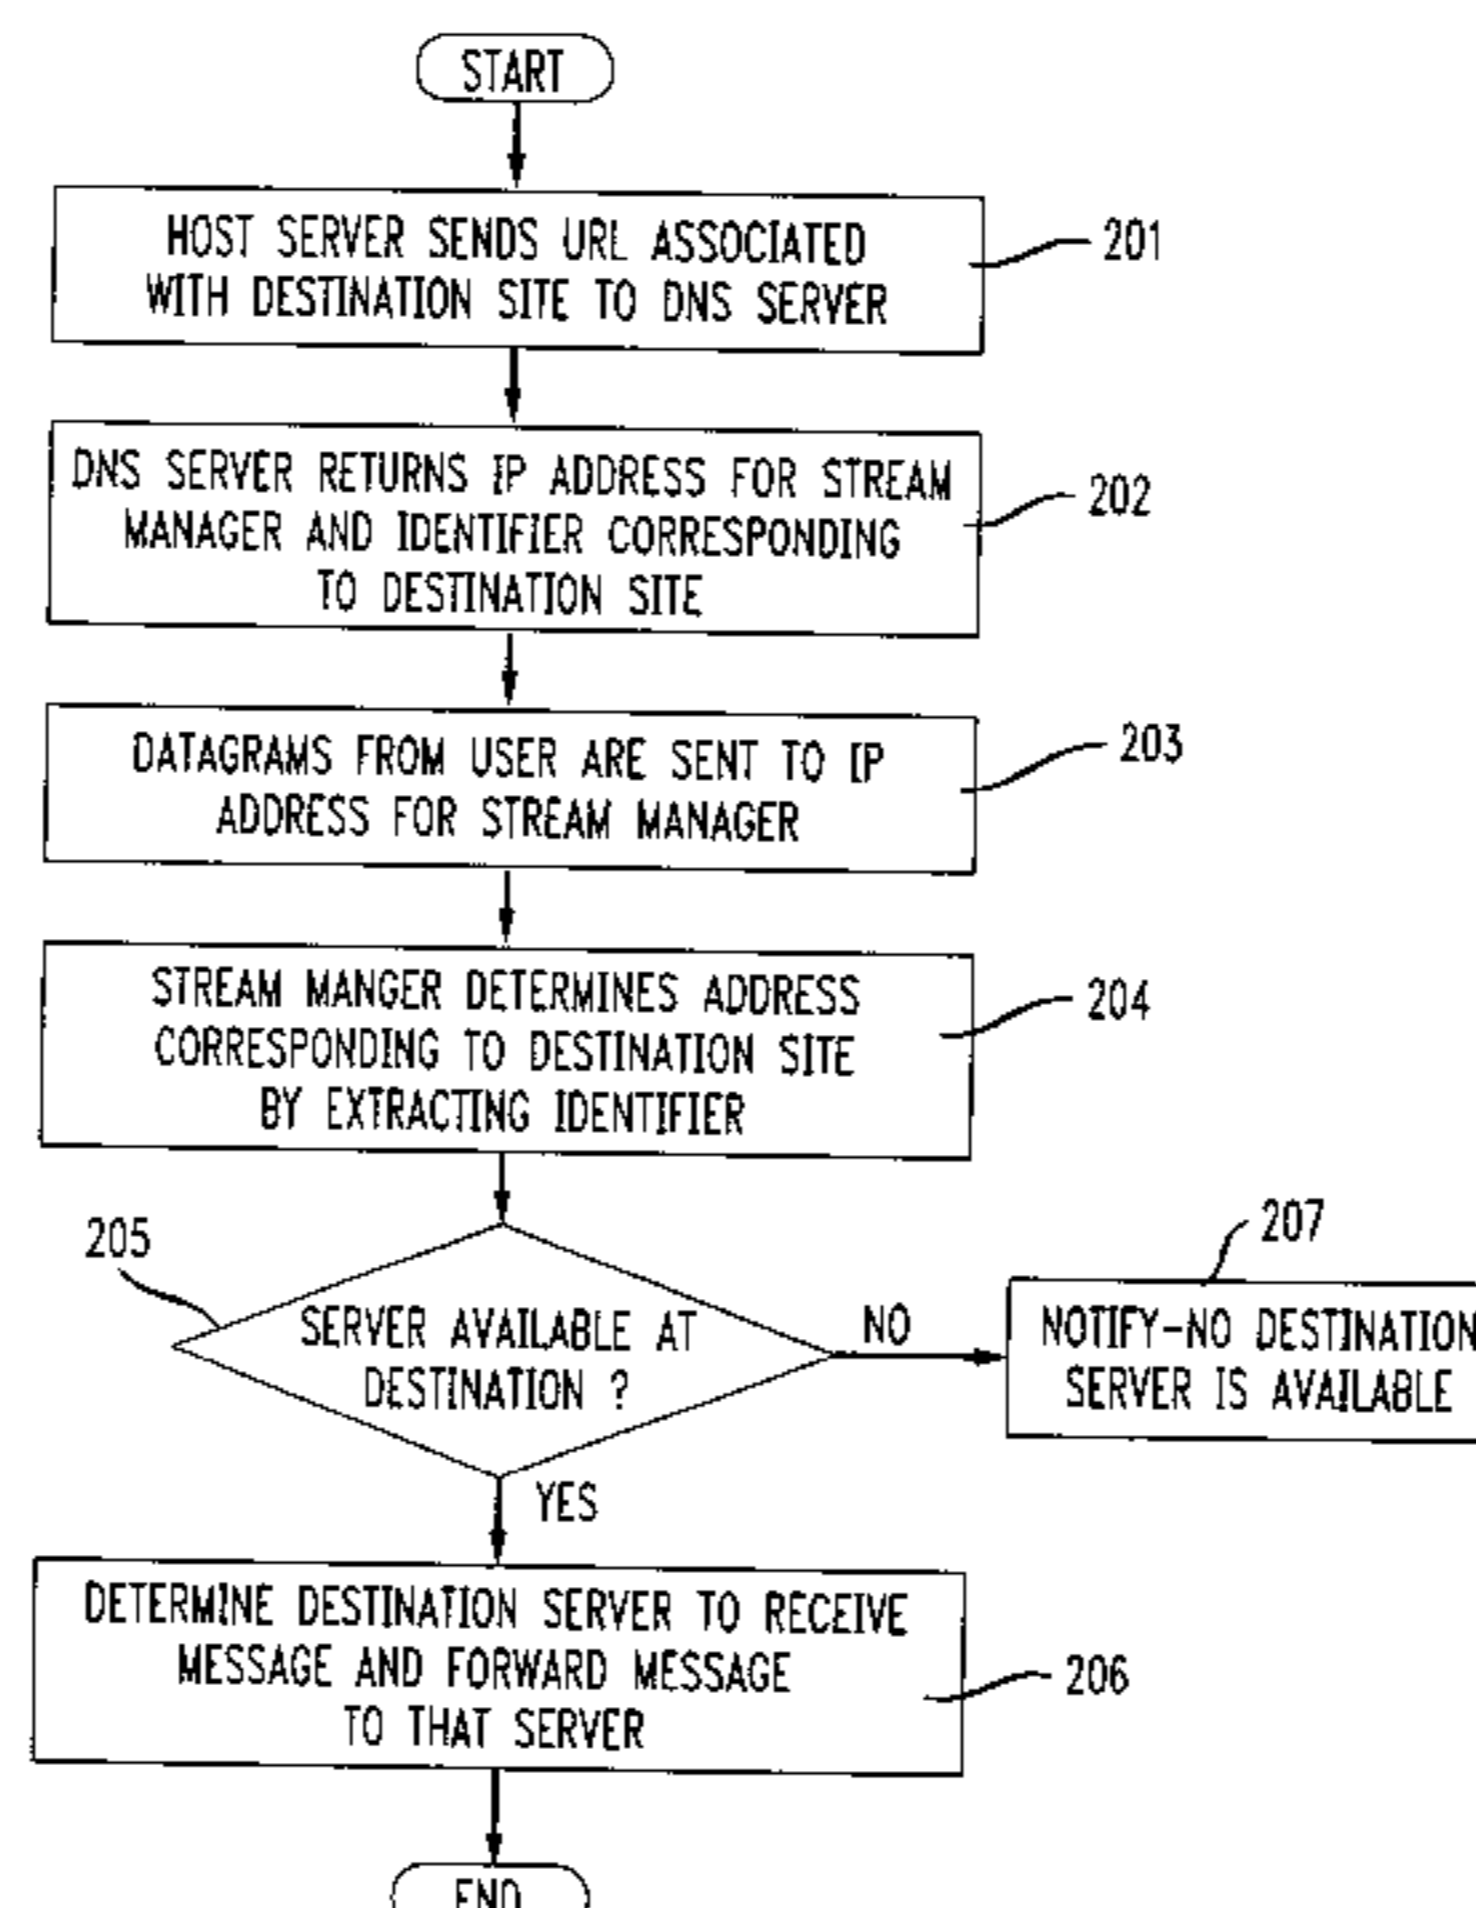 START
HOST SERVER SENDS URL ASSOCIATED
WITH DESTINATION SITE TO DNS SERVER
201
DNS SERVER RETURNS IP ADDRESS FOR STREAM
MANAGER AND IDENTIFIER CORRESPONDING
TO DESTINATION SITE
202
DATAGRAMS FROM USER ARE SENT TO IP
ADDRESS FOR STREAM MANAGER
203
STREAM MANGER DETERMINES ADDRESS
CORRESPONDING TO DESTINATION SITE
BY EXTRACTING IDENTIFIER
204
205
SERVER AVAILABLE AT
DESTINATION ?
NO
207
NOTIFY-NO DESTINATION
SERVER IS AVAILABLE
YES
DETERMINE DESTINATION SERVER TO RECEIVE
MESSAGE AND FORWARD MESSAGE
TO THAT SERVER
206
END